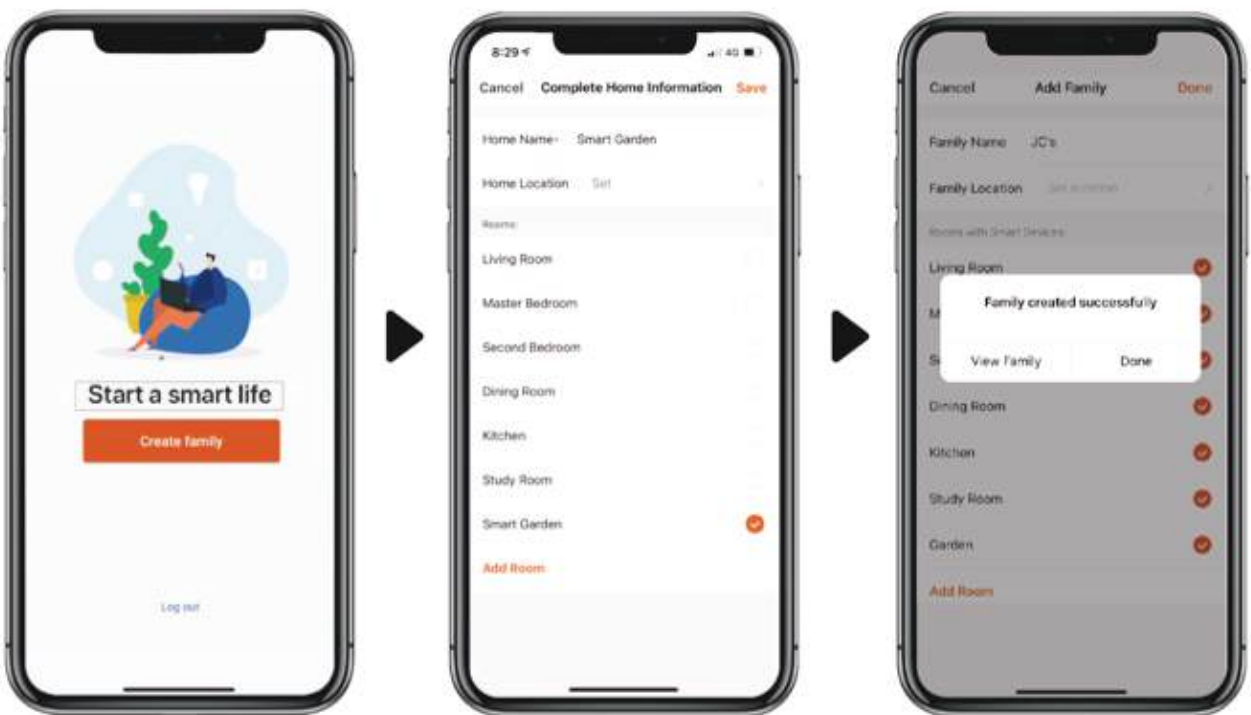 Start a smart life
Create family
Log out
8:29
4G
Cancel Complete Home Information Save
Home Name* Smart Garden
Home Location Set
Rooms
Living Room
Master Bedroom
Second Bedroom
Dining Room
Kitchen
Study Room
Smart Garden
Add Room
Cancel Add Family Done
Family Name JC's
Family Location
Rooms with Smart Devices
Living Room
M
Family created successfully
S
View Family Done
Dining Room
Kitchen
Study Room
Garden
Add Room